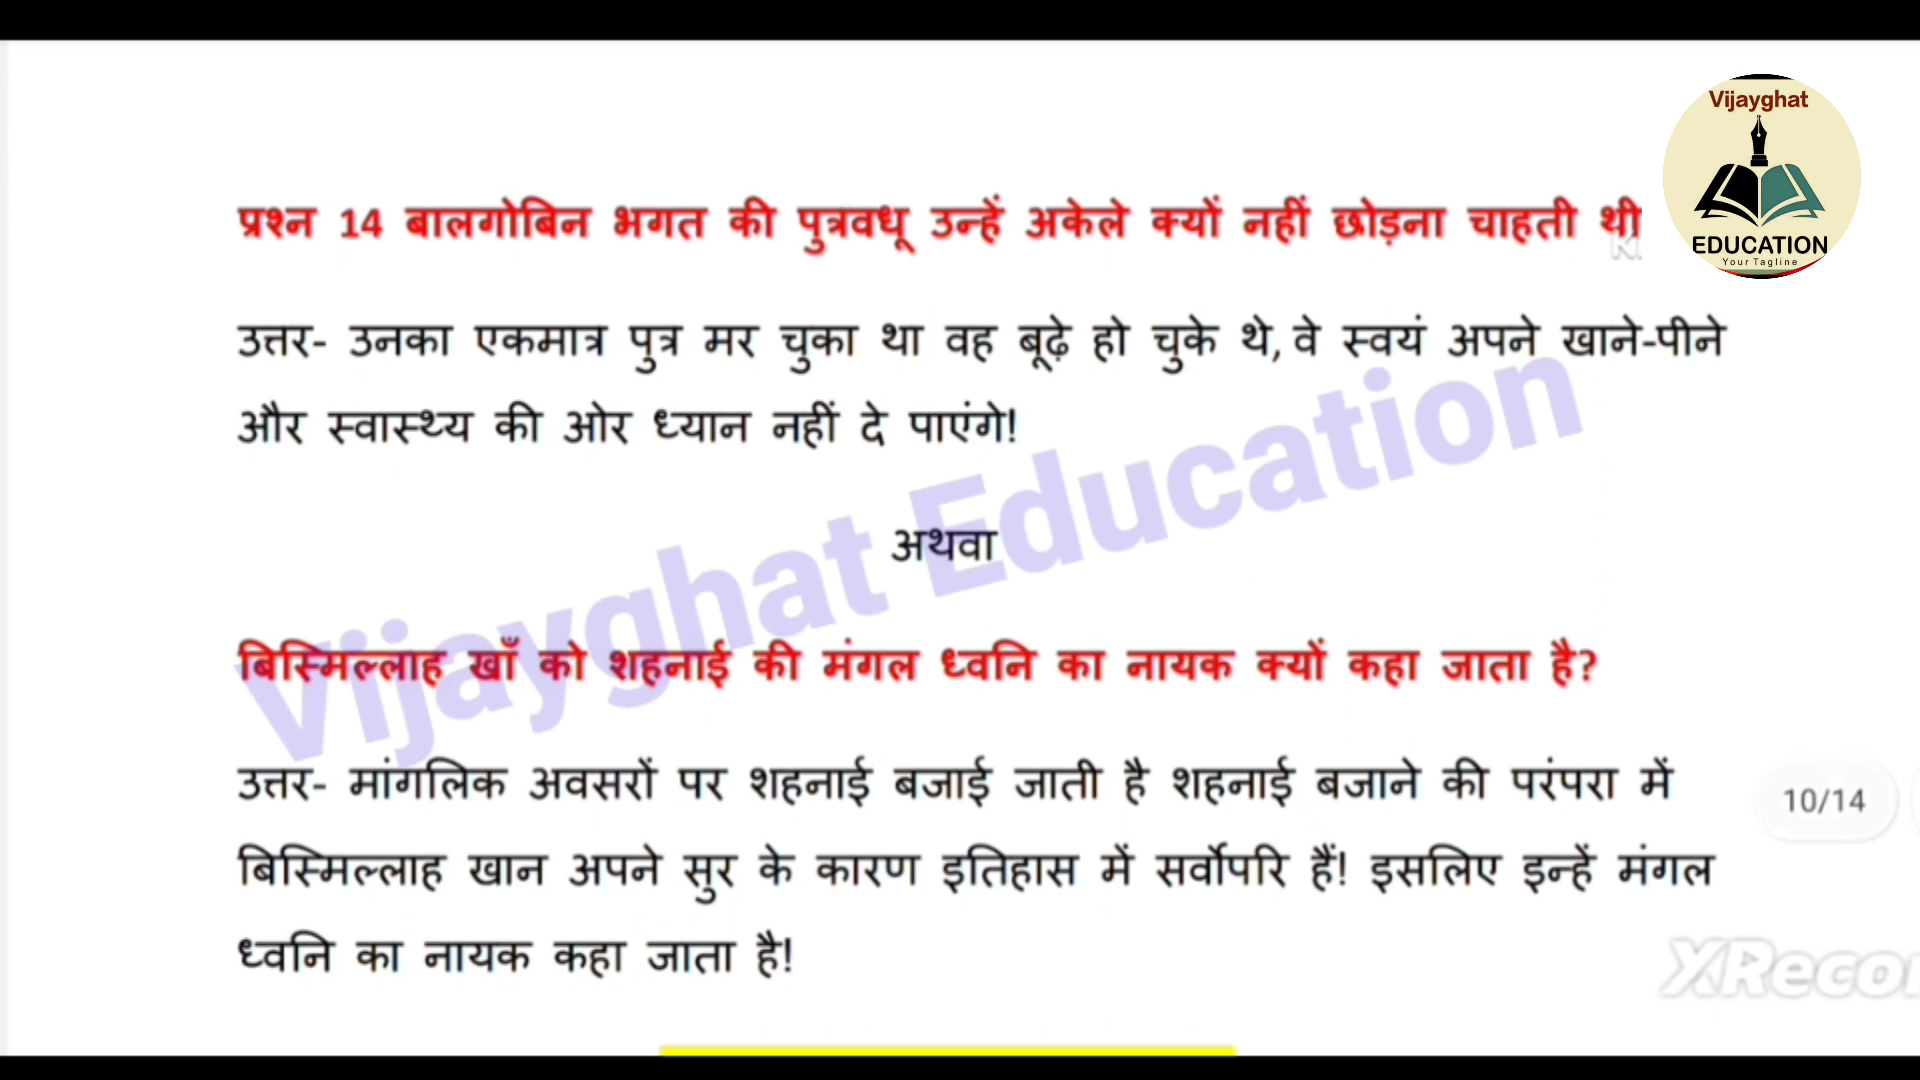 Vijayghat
EDUCATION
Your Tagline
प्रश्न 14 बालगोबिन भगत की पुत्रवधू उन्हें अकेले क्यों नहीं छोड़ना चाहती थी
उत्तर- उनका एकमात्र पुत्र मर चुका था वह बूढ़े हो चुके थे, वे स्वयं अपने खाने-पीने
और स्वास्थ्य की ओर ध्यान नहीं दे पाएंगे!
Vijayghat Education
अथवा
बिस्मिल्लाह खाँ को शहनाई की मंगल ध्वनि का नायक क्यों कहा जाता है?
उत्तर- मांगलिक अवसरों पर शहनाई बजाई जाती है शहनाई बजाने की परंपरा में
बिस्मिल्लाह खान अपने सुर के कारण इतिहास में सर्वोपरि हैं! इसलिए इन्हें मंगल
ध्वनि का नायक कहा जाता है!
10/14
XRecor